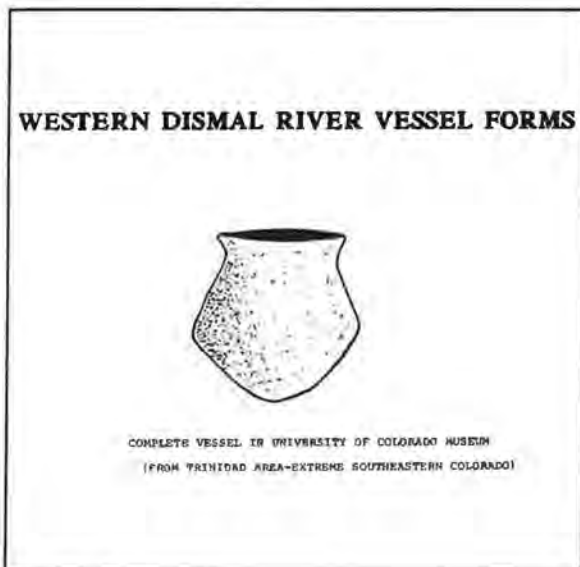 WESTERN DISMAL RIVER VESSEL FORMS
COMPLETE VESSEL IN UNIVERSITY OF COLORADO MUSEUM
(FROM TRINIDAD AREA-EXTREME SOUTHEASTERN COLORADO)